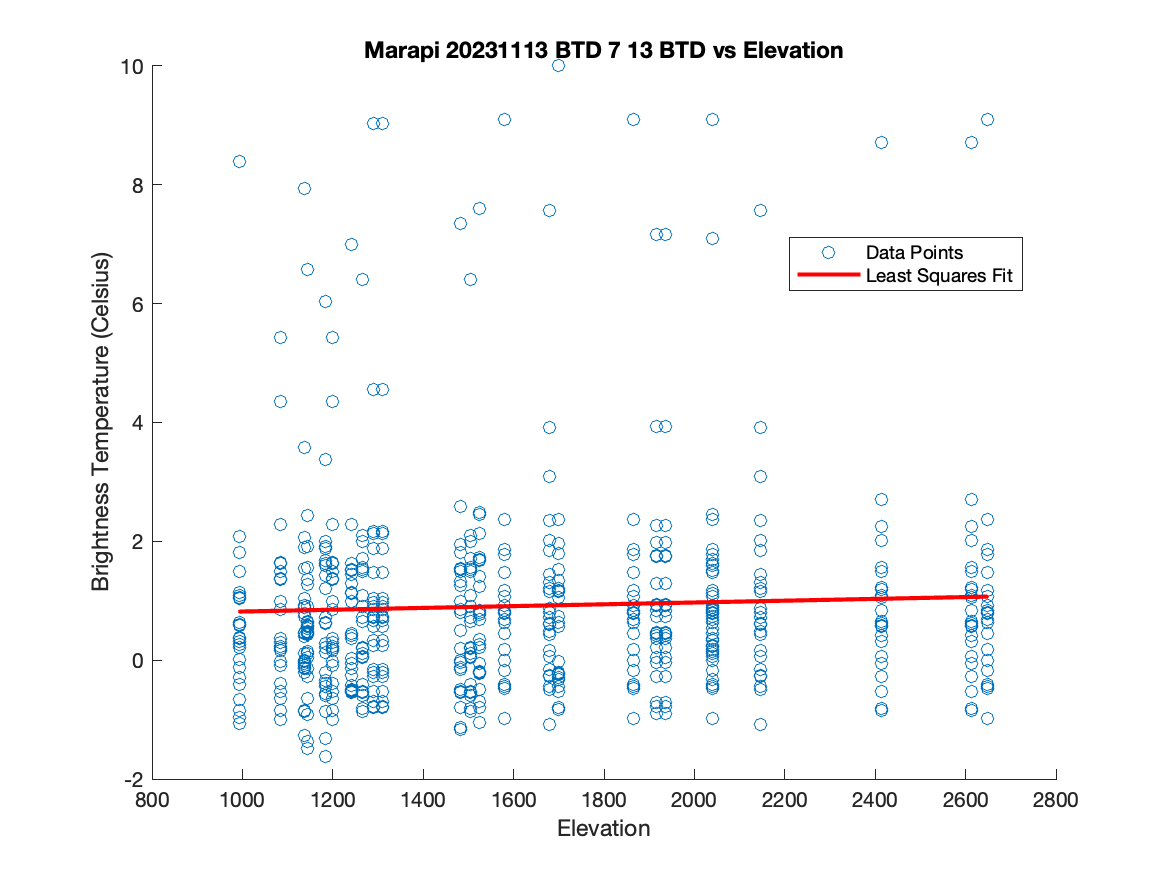 Marapi 20231113 BTD 7 13 BTD vs Elevation
10
8
6
4
2
0
-2
Brightness Temperature (Celsius)
Data Points
Least Squares Fit
800 1000 1200 1400 1600 1800 2000 2200 2400 2600 2800
Elevation